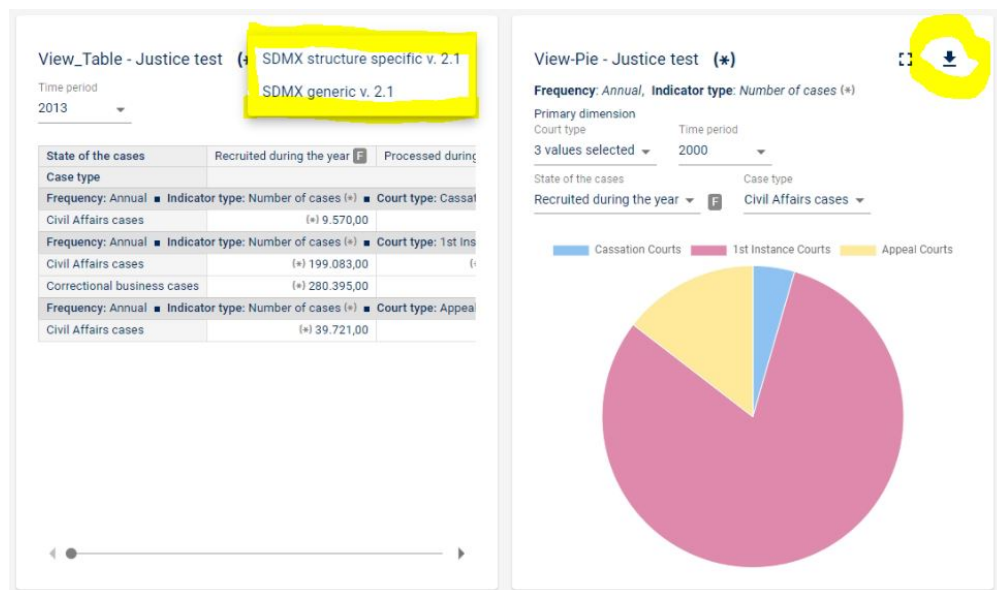 View_Table - Justice test (*
SDMX structure specific v. 2.1
SDMX generic v. 2.1
Time period
2013
State of the cases Recruited during the year F Processed during
Case type
Frequency: Annual ■ Indicator type: Number of cases (*) ■ Court type: Cassat
Civil Affairs cases (*) 9.570,00
Frequency: Annual ■ Indicator type: Number of cases (*) ■ Court type: 1st Ins
Civil Affairs cases (*) 199.083,00 (
Correctional business cases (*) 280.395,00
Frequency: Annual ■ Indicator type: Number of cases (*) ■ Court type: Appeal
Civil Affairs cases (*) 39.721,00
View-Pie - Justice test (*)
Frequency: Annual, Indicator type: Number of cases (*)
Primary dimension
Court type Time period
3 values selected 2000
State of the cases Case type
Recruited during the year F Civil Affairs cases
Cassation Courts 1st Instance Courts Appeal Courts